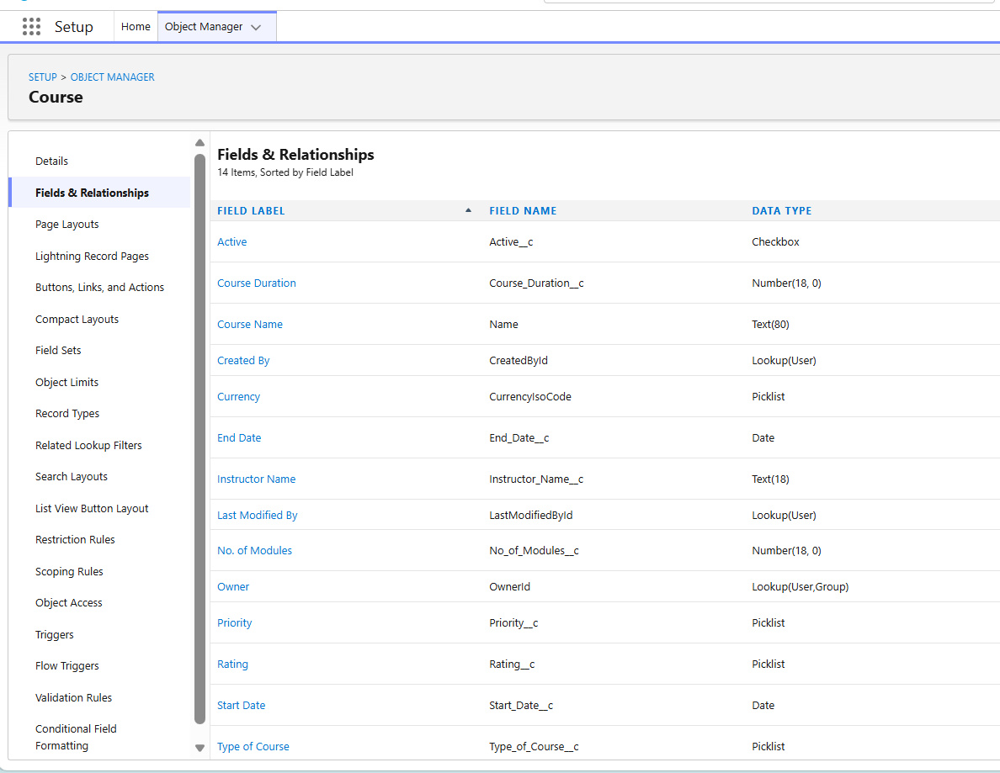 Setup
Home
Object Manager
SETUP > OBJECT MANAGER
Course
Details
Fields & Relationships
Page Layouts
Lightning Record Pages
Buttons, Links, and Actions
Compact Layouts
Field Sets
Object Limits
Record Types
Related Lookup Filters
Search Layouts
List View Button Layout
Restriction Rules
Scoping Rules
Object Access
Triggers
Flow Triggers
Validation Rules
Conditional Field
Formatting
Fields & Relationships
14 Items, Sorted by Field Label
FIELD LABEL FIELD NAME DATA TYPE
Active Active__c Checkbox
Course Duration Course_Duration__c Number(18, 0)
Course Name Name Text(80)
Created By CreatedById Lookup(User)
Currency CurrencyIsoCode Picklist
End Date End_Date__c Date
Instructor Name Instructor_Name__c Text(18)
Last Modified By LastModifiedById Lookup(User)
No. of Modules No_of_Modules__c Number(18, 0)
Owner OwnerId Lookup(User,Group)
Priority Priority__c Picklist
Rating Rating__c Picklist
Start Date Start_Date__c Date
Type of Course Type_of_Course__c Picklist